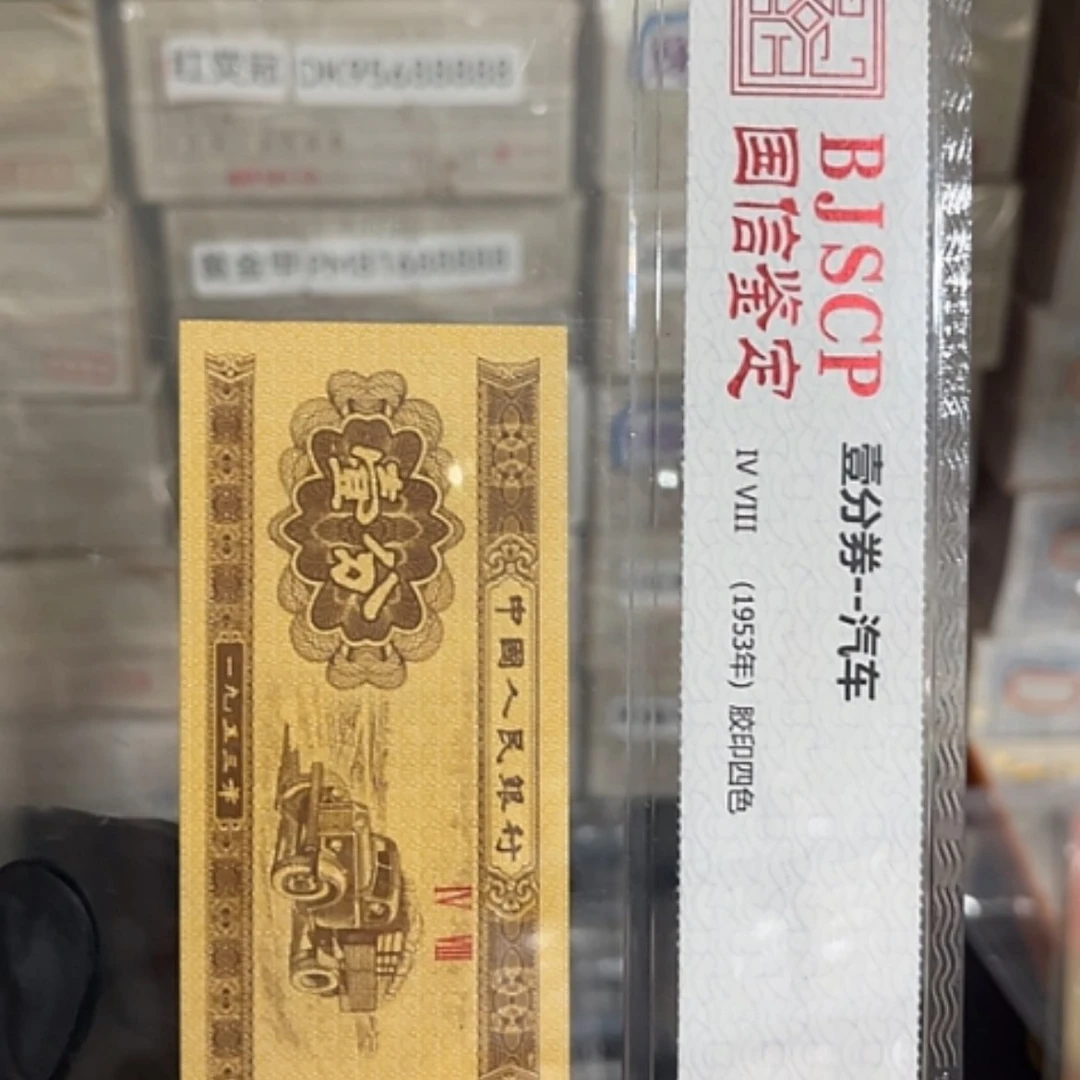 BJSCP
国信鉴定
壹分券--汽车
IV VIII （1953年）胶印四色
中國人民銀行
IV VIII
壹分
一九五三年